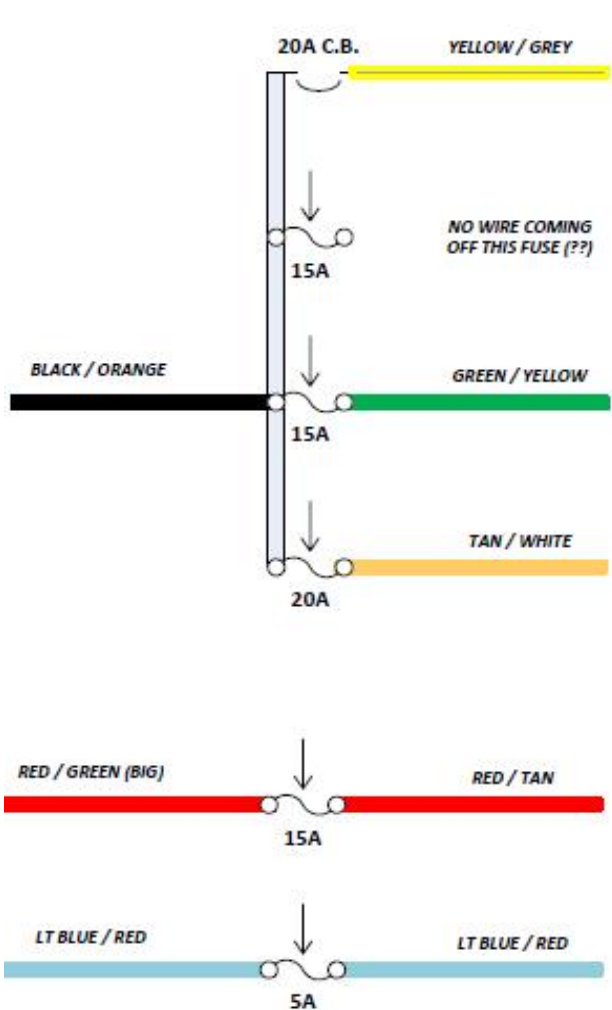 20A C.B.
YELLOW / GREY
NO WIRE COMING
OFF THIS FUSE (??)
15A
BLACK / ORANGE
GREEN / YELLOW
15A
TAN / WHITE
20A
RED / GREEN (BIG)
RED / TAN
15A
LT BLUE / RED
LT BLUE / RED
5A